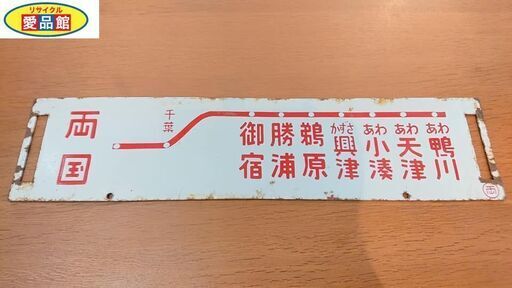 リサイクル
愛品館
両国
千葉
御宿
勝浦
鵜原
かずさ興津
あわ小湊
あわ天津
あわ鴨川
両